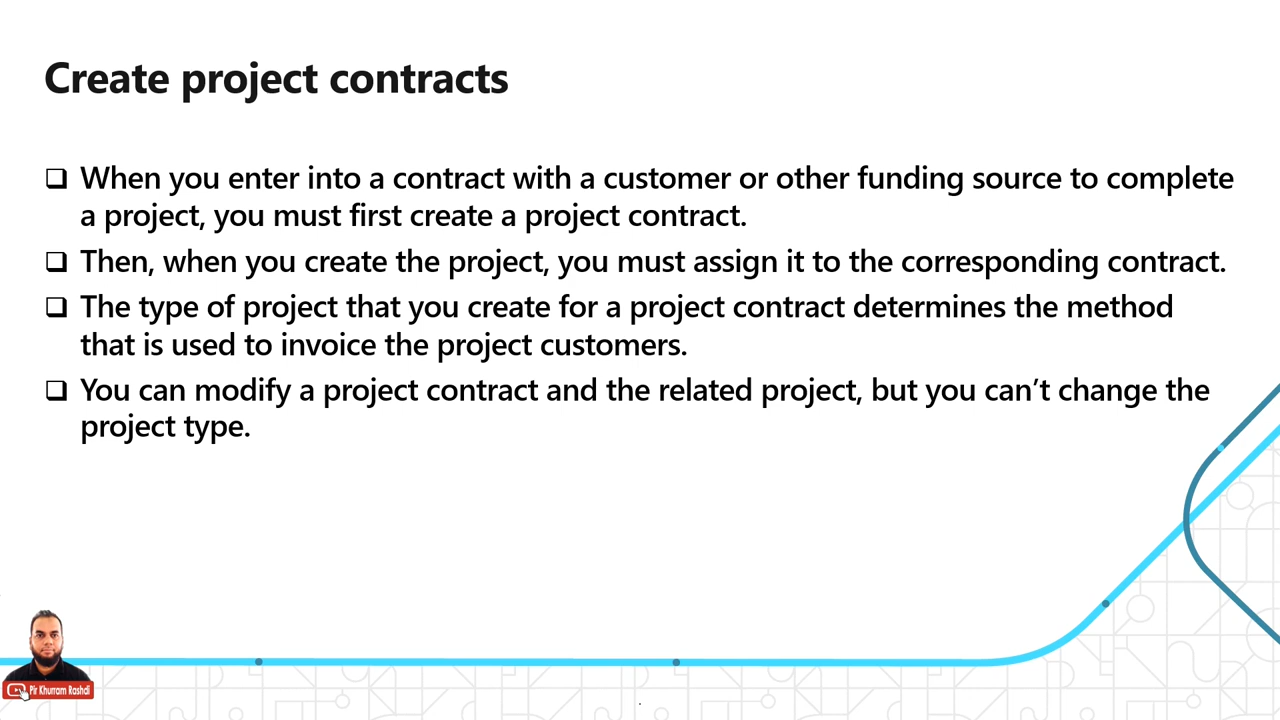 Create project contracts
❑ When you enter into a contract with a customer or other funding source to complete
a project, you must first create a project contract.
❑ Then, when you create the project, you must assign it to the corresponding contract.
❑ The type of project that you create for a project contract determines the method
that is used to invoice the project customers.
❑ You can modify a project contract and the related project, but you can’t change the
project type.
Pir Khurram Rashdi